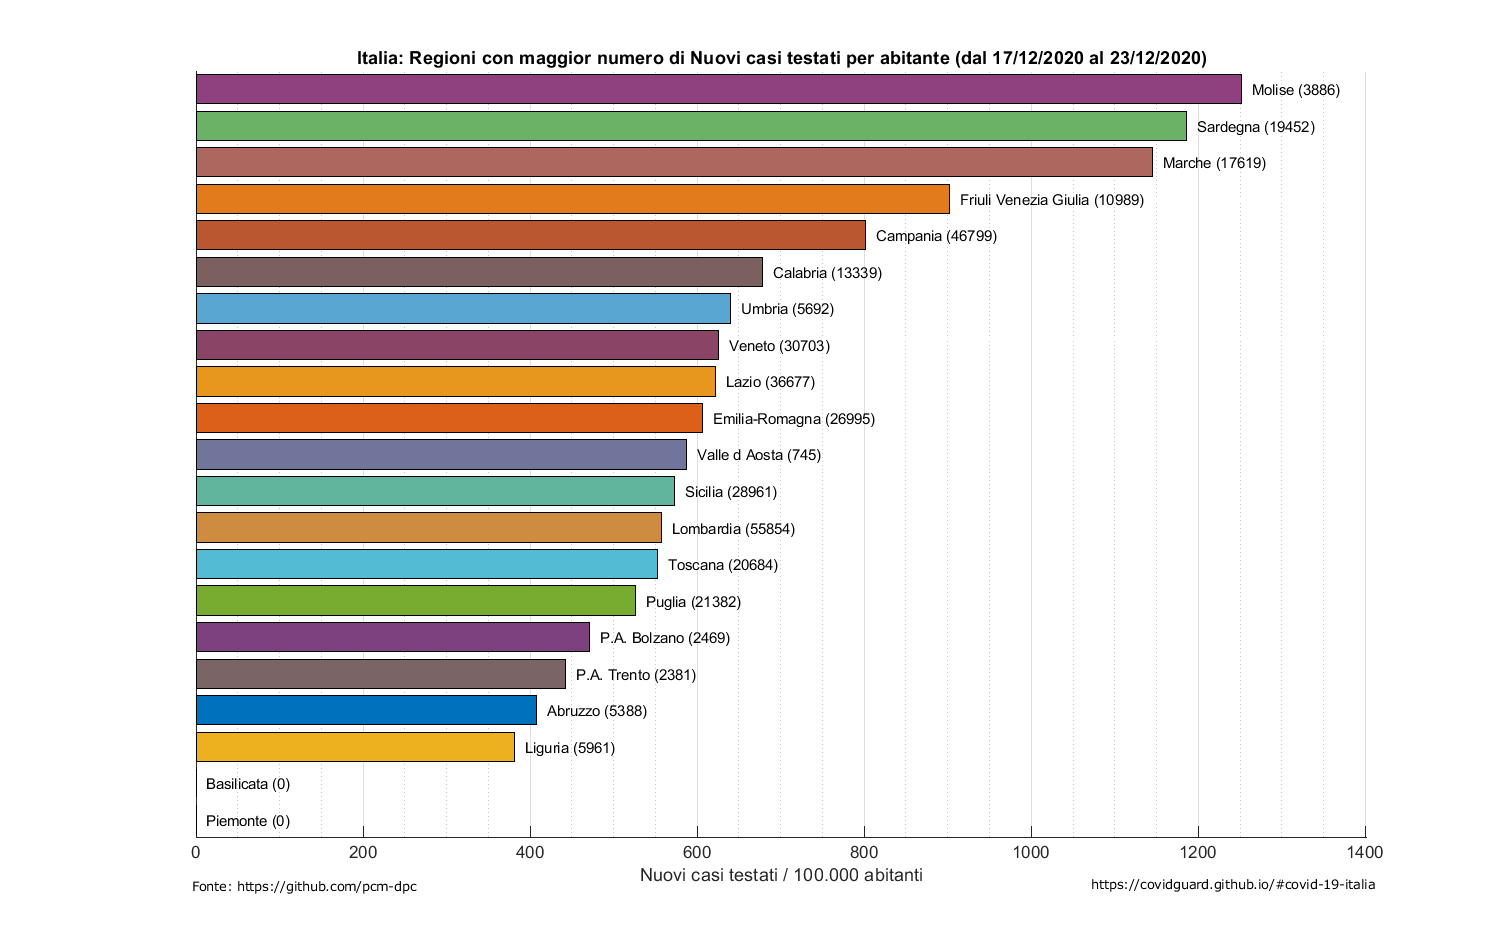 Italia: Regioni con maggior numero di Nuovi casi testati per abitante (dal 17/12/2020 al 23/12/2020)
Molise (3886)
Sardegna (19452)
Marche (17619)
Friuli Venezia Giulia (10989)
Campania (46799)
Calabria (13339)
Umbria (5692)
Veneto (30703)
Lazio (36677)
Emilia-Romagna (26995)
Valle d Aosta (745)
Sicilia (28961)
Lombardia (55854)
Toscana (20684)
Puglia (21382)
P.A. Bolzano (2469)
P.A. Trento (2381)
Abruzzo (5388)
Liguria (5961)
Basilicata (0)
Piemonte (0)
0 200 400 600 800 1000 1200 1400
Nuovi casi testati / 100.000 abitanti
Fonte: https://github.com/pcm-dpc
https://covidguard.github.io/#covid-19-italia